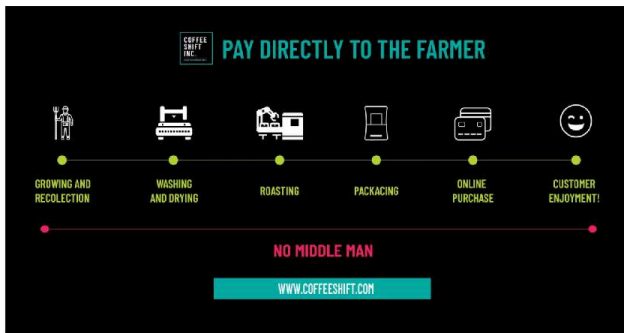 COFFEE
SHIFT
INC.
PAY DIRECTLY TO THE FARMER
GROWING AND
RECOLECTION
WASHING
AND DRYING
ROASTING
PACKACING
ONLINE
PURCHASE
CUSTOMER
ENJOYMENT!
NO MIDDLE MAN
WWW.COFFEESHIFT.COM